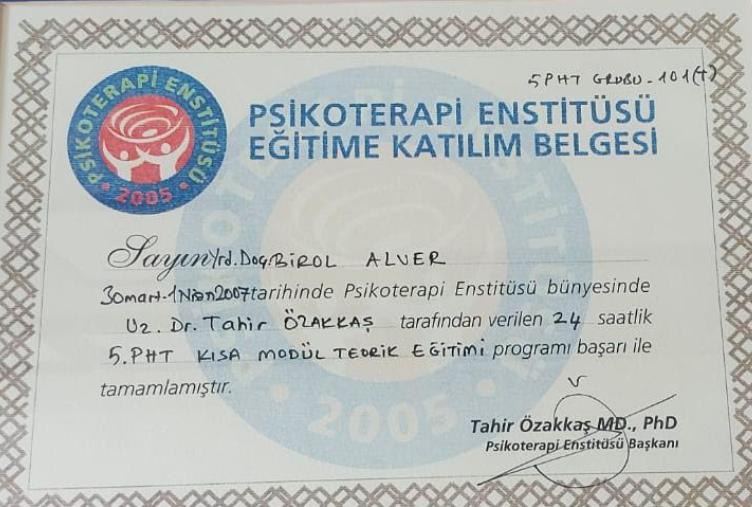 5PHT GRUBU-101(T)
PSİKOTERAPİ ENSTİTÜSÜ
2005
PSİKOTERAPİ ENSTİTÜSÜ
EĞİTİME KATILIM BELGESİ
Sayın Yrd.Doç.BİROL ALVER
30mart-1Nisan2007 tarihinde Psikoterapi Enstitüsü bünyesinde
Uz. Dr. Tahir ÖZAKKAŞ tarafından verilen 24 saatlik
5.PHT KISA MODÜL TEORİK EĞİTİMİ programı başarı ile
tamamlamıştır.
2005
Tahir Özakkaş MD., PhD
Psikoterapi Enstitüsü Başkanı